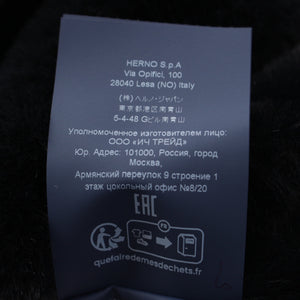 HERNO S.p.A
Via Opifici, 100
28040 Lesa (NO) Italy
(株)ヘルノ・ジャパン
東京都港区南青山
5-4-48 Gビル南青山
Уполномоченное изготовителем лицо:
ООО «ИЧ ТРЕЙД»
Юр. Адрес: 101000, Россия, город
Москва,
Армянский переулок 9 строение 1
этаж цокольный офис №8/20
EAC
FR
quefairedemesdechets.fr